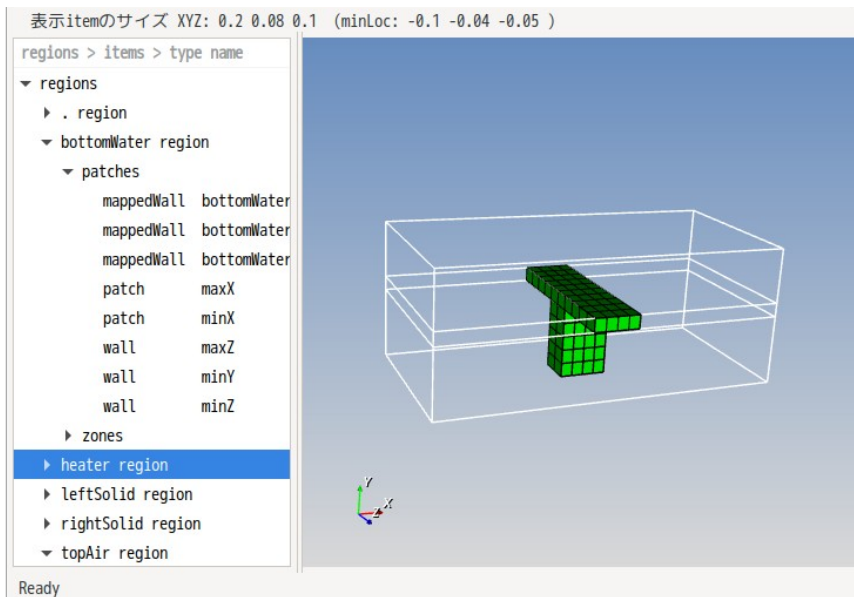 表示itemのサイズ XYZ: 0.2 0.08 0.1 (minLoc: -0.1 -0.04 -0.05 )
regions > items > type name
regions
. region
bottomWater region
patches
mappedWall bottomWater
mappedWall bottomWater
mappedWall bottomWater
patch maxX
patch minX
wall maxZ
wall minY
wall minZ
zones
heater region
leftSolid region
rightSolid region
topAir region
Y
X
Z
Ready